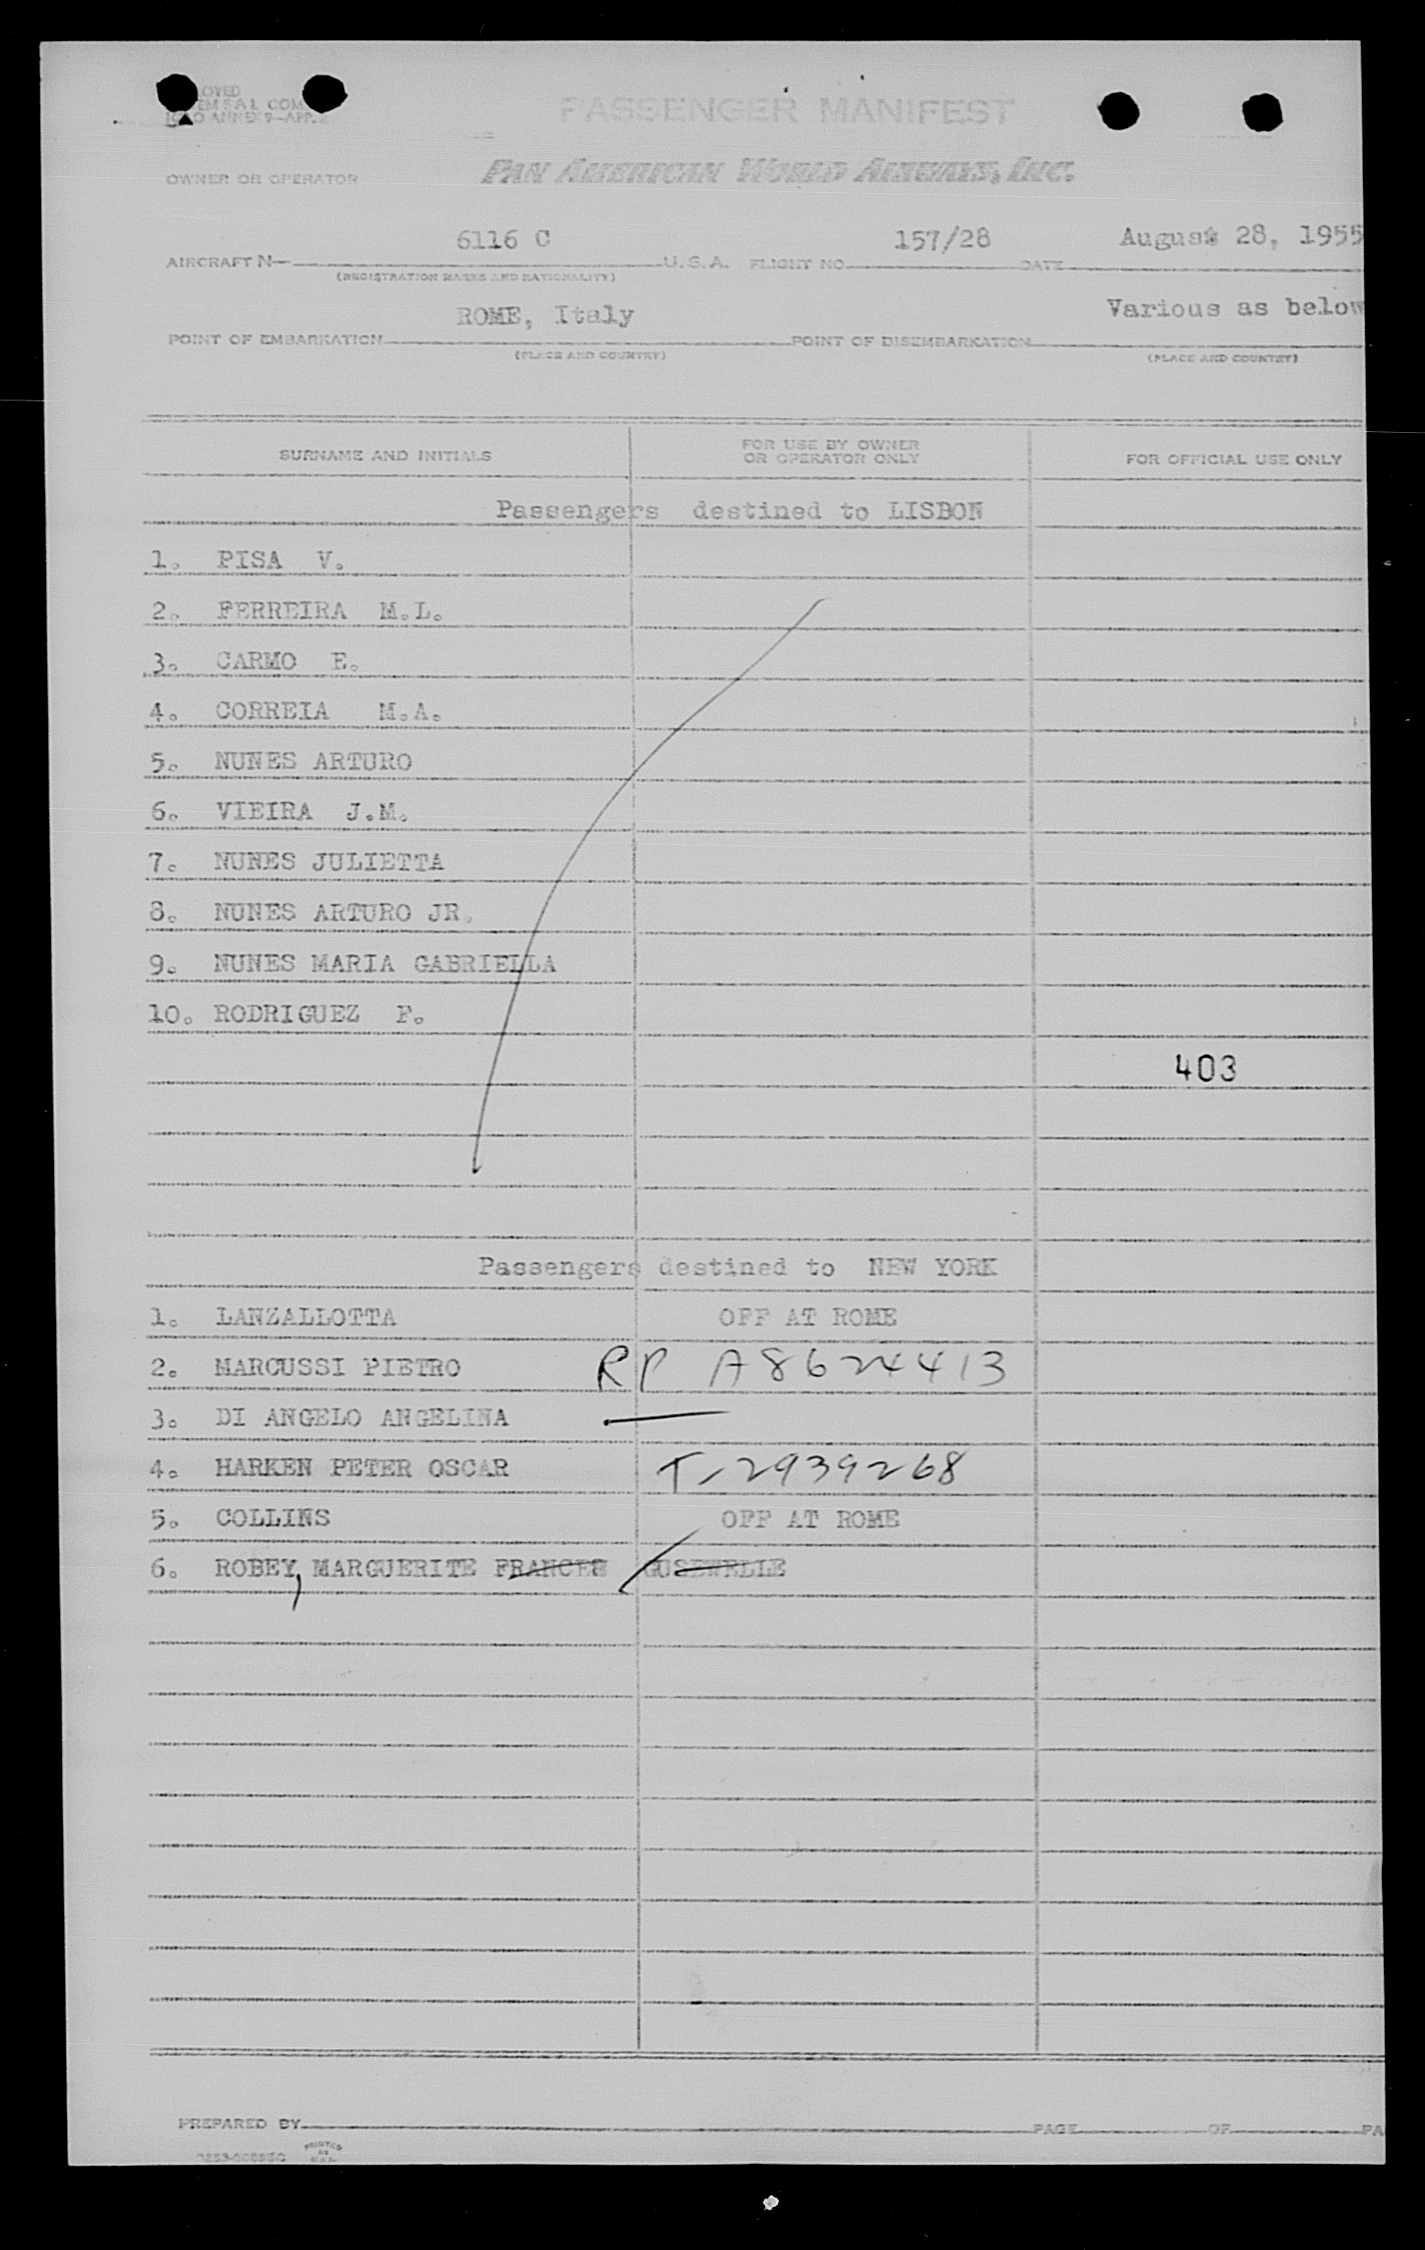 PASSENGER MANIFEST
OWNER OR OPERATOR PAN AMERICAN WORLD AIRWAYS, INC.
AIRCRAFT N 6116 C U.S.A. FLIGHT NO. 157/28 DATE August 28, 1955
(REGISTRATION MARKS AND NATIONALITY)
POINT OF EMBARKATION ROME, Italy POINT OF DISEMBARKATION Various as below
(PLACE AND COUNTRY) (PLACE AND COUNTRY)
SURNAME AND INITIALS FOR USE BY OWNER OR OPERATOR ONLY FOR OFFICIAL USE ONLY
Passengers destined to LISBON
1. PISA V.
2. FERREIRA M.L.
3. CARMO E.
4. CORREIA M.A.
5. NUNES ARTURO
6. VIEIRA J.M.
7. NUNES JULIETTA
8. NUNES ARTURO JR.
9. NUNES MARIA GABRIELLA
10. RODRIGUEZ F.
403
Passengers destined to NEW YORK
1. LANZALLOTTA OFF AT ROME
2. MARCUSSI PIETRO RP A8624413
3. DI ANGELO ANGELINA
4. HARKEN PETER OSCAR T-2939268
5. COLLINS OFF AT ROME
6. ROBEY, MARGUERITE FRANCES GUSEWELLE
PREPARED BY PAGE OF PA